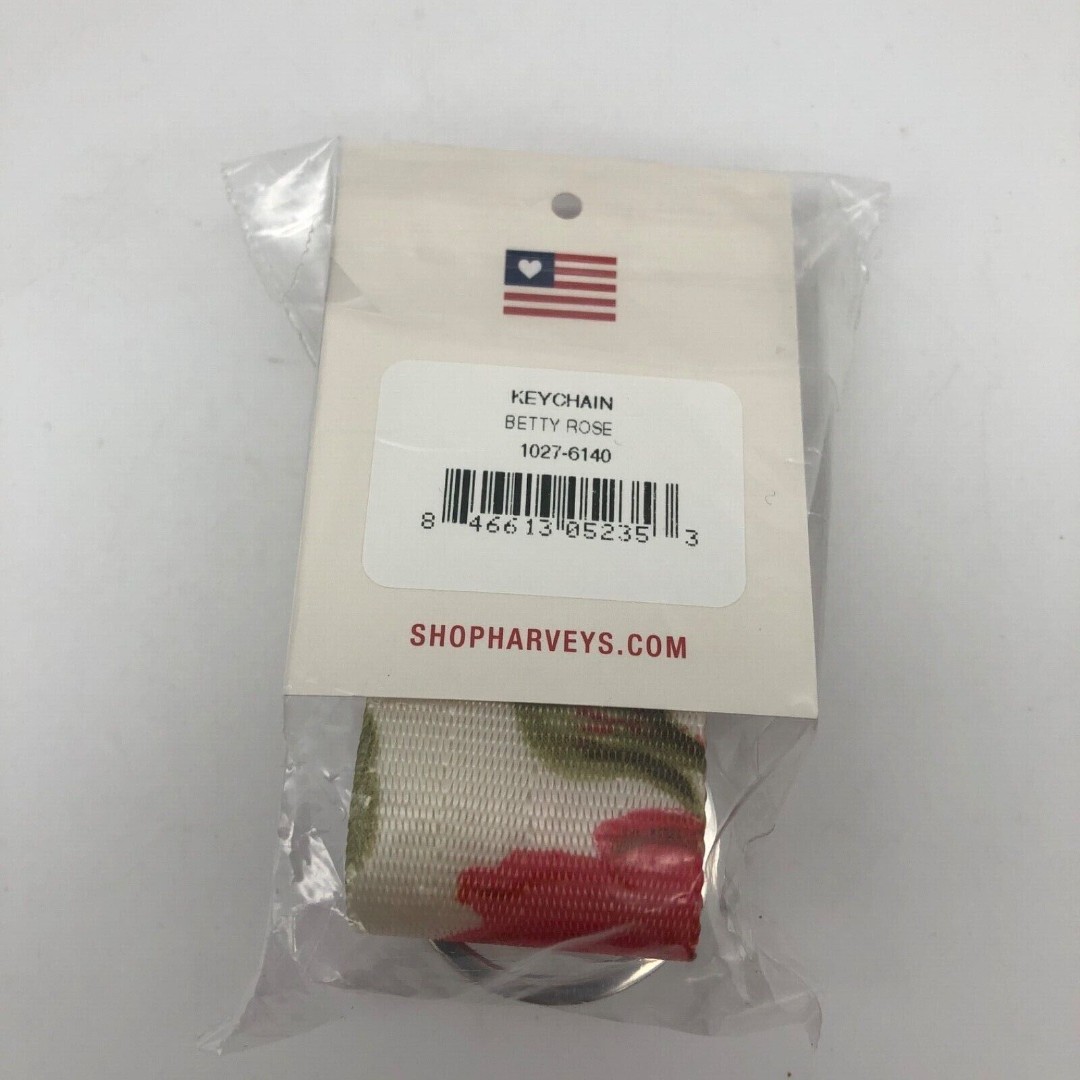 KEYCHAIN
BETTY ROSE
1027-6140
8 46613 05235 3
SHOPHARVEYS.COM